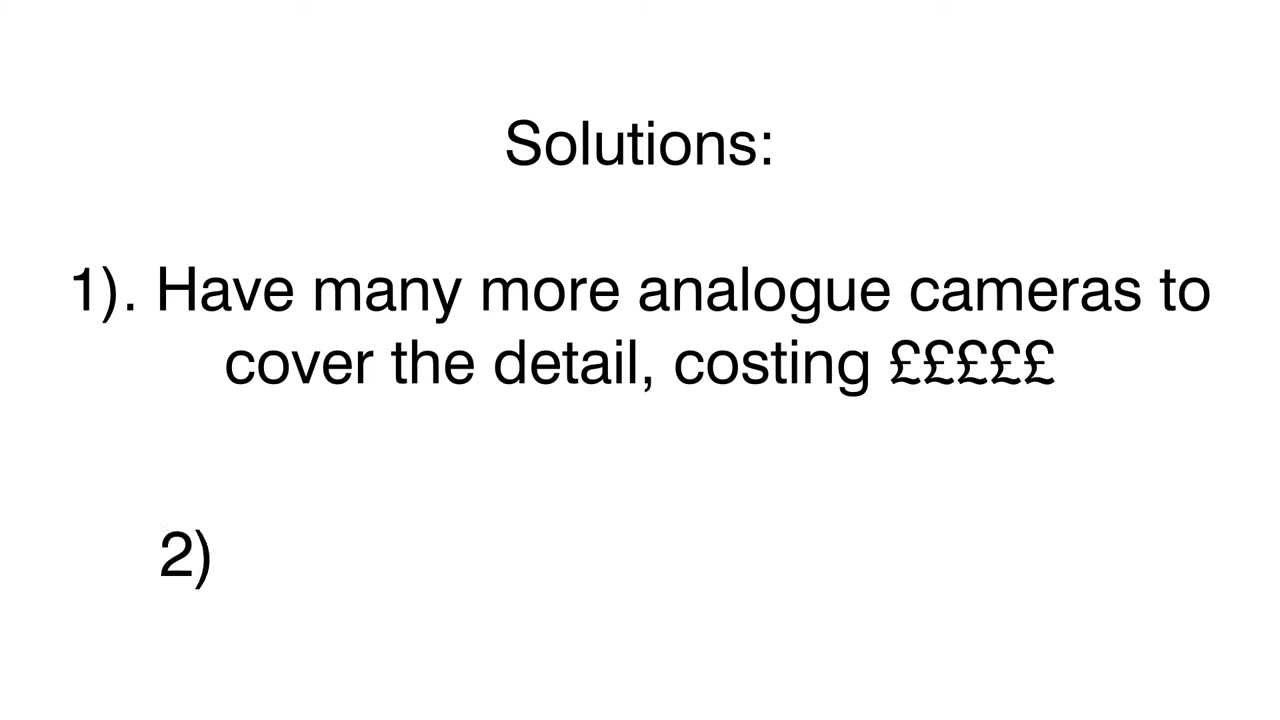 Solutions:
1). Have many more analogue cameras to
cover the detail, costing £££££
2)